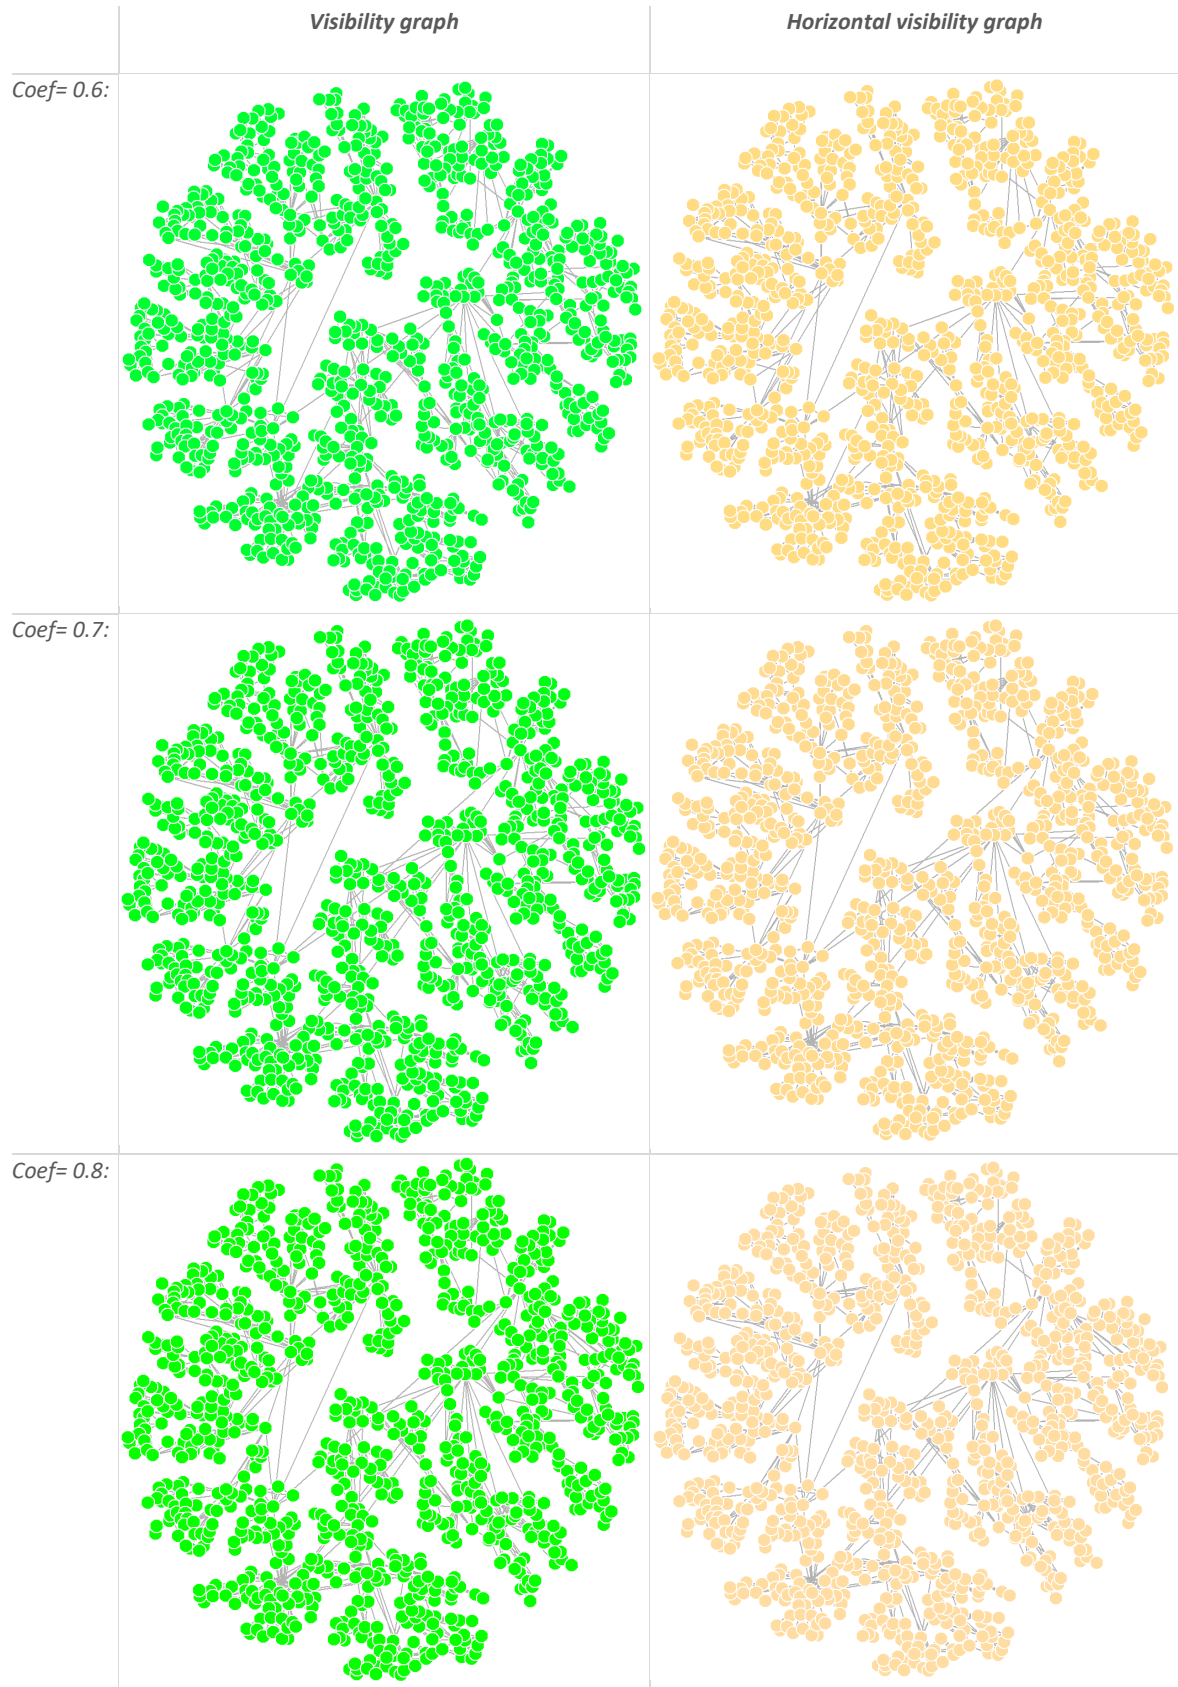 Visibility graph
Horizontal visibility graph
Coef= 0.6:
Coef= 0.7:
Coef= 0.8: